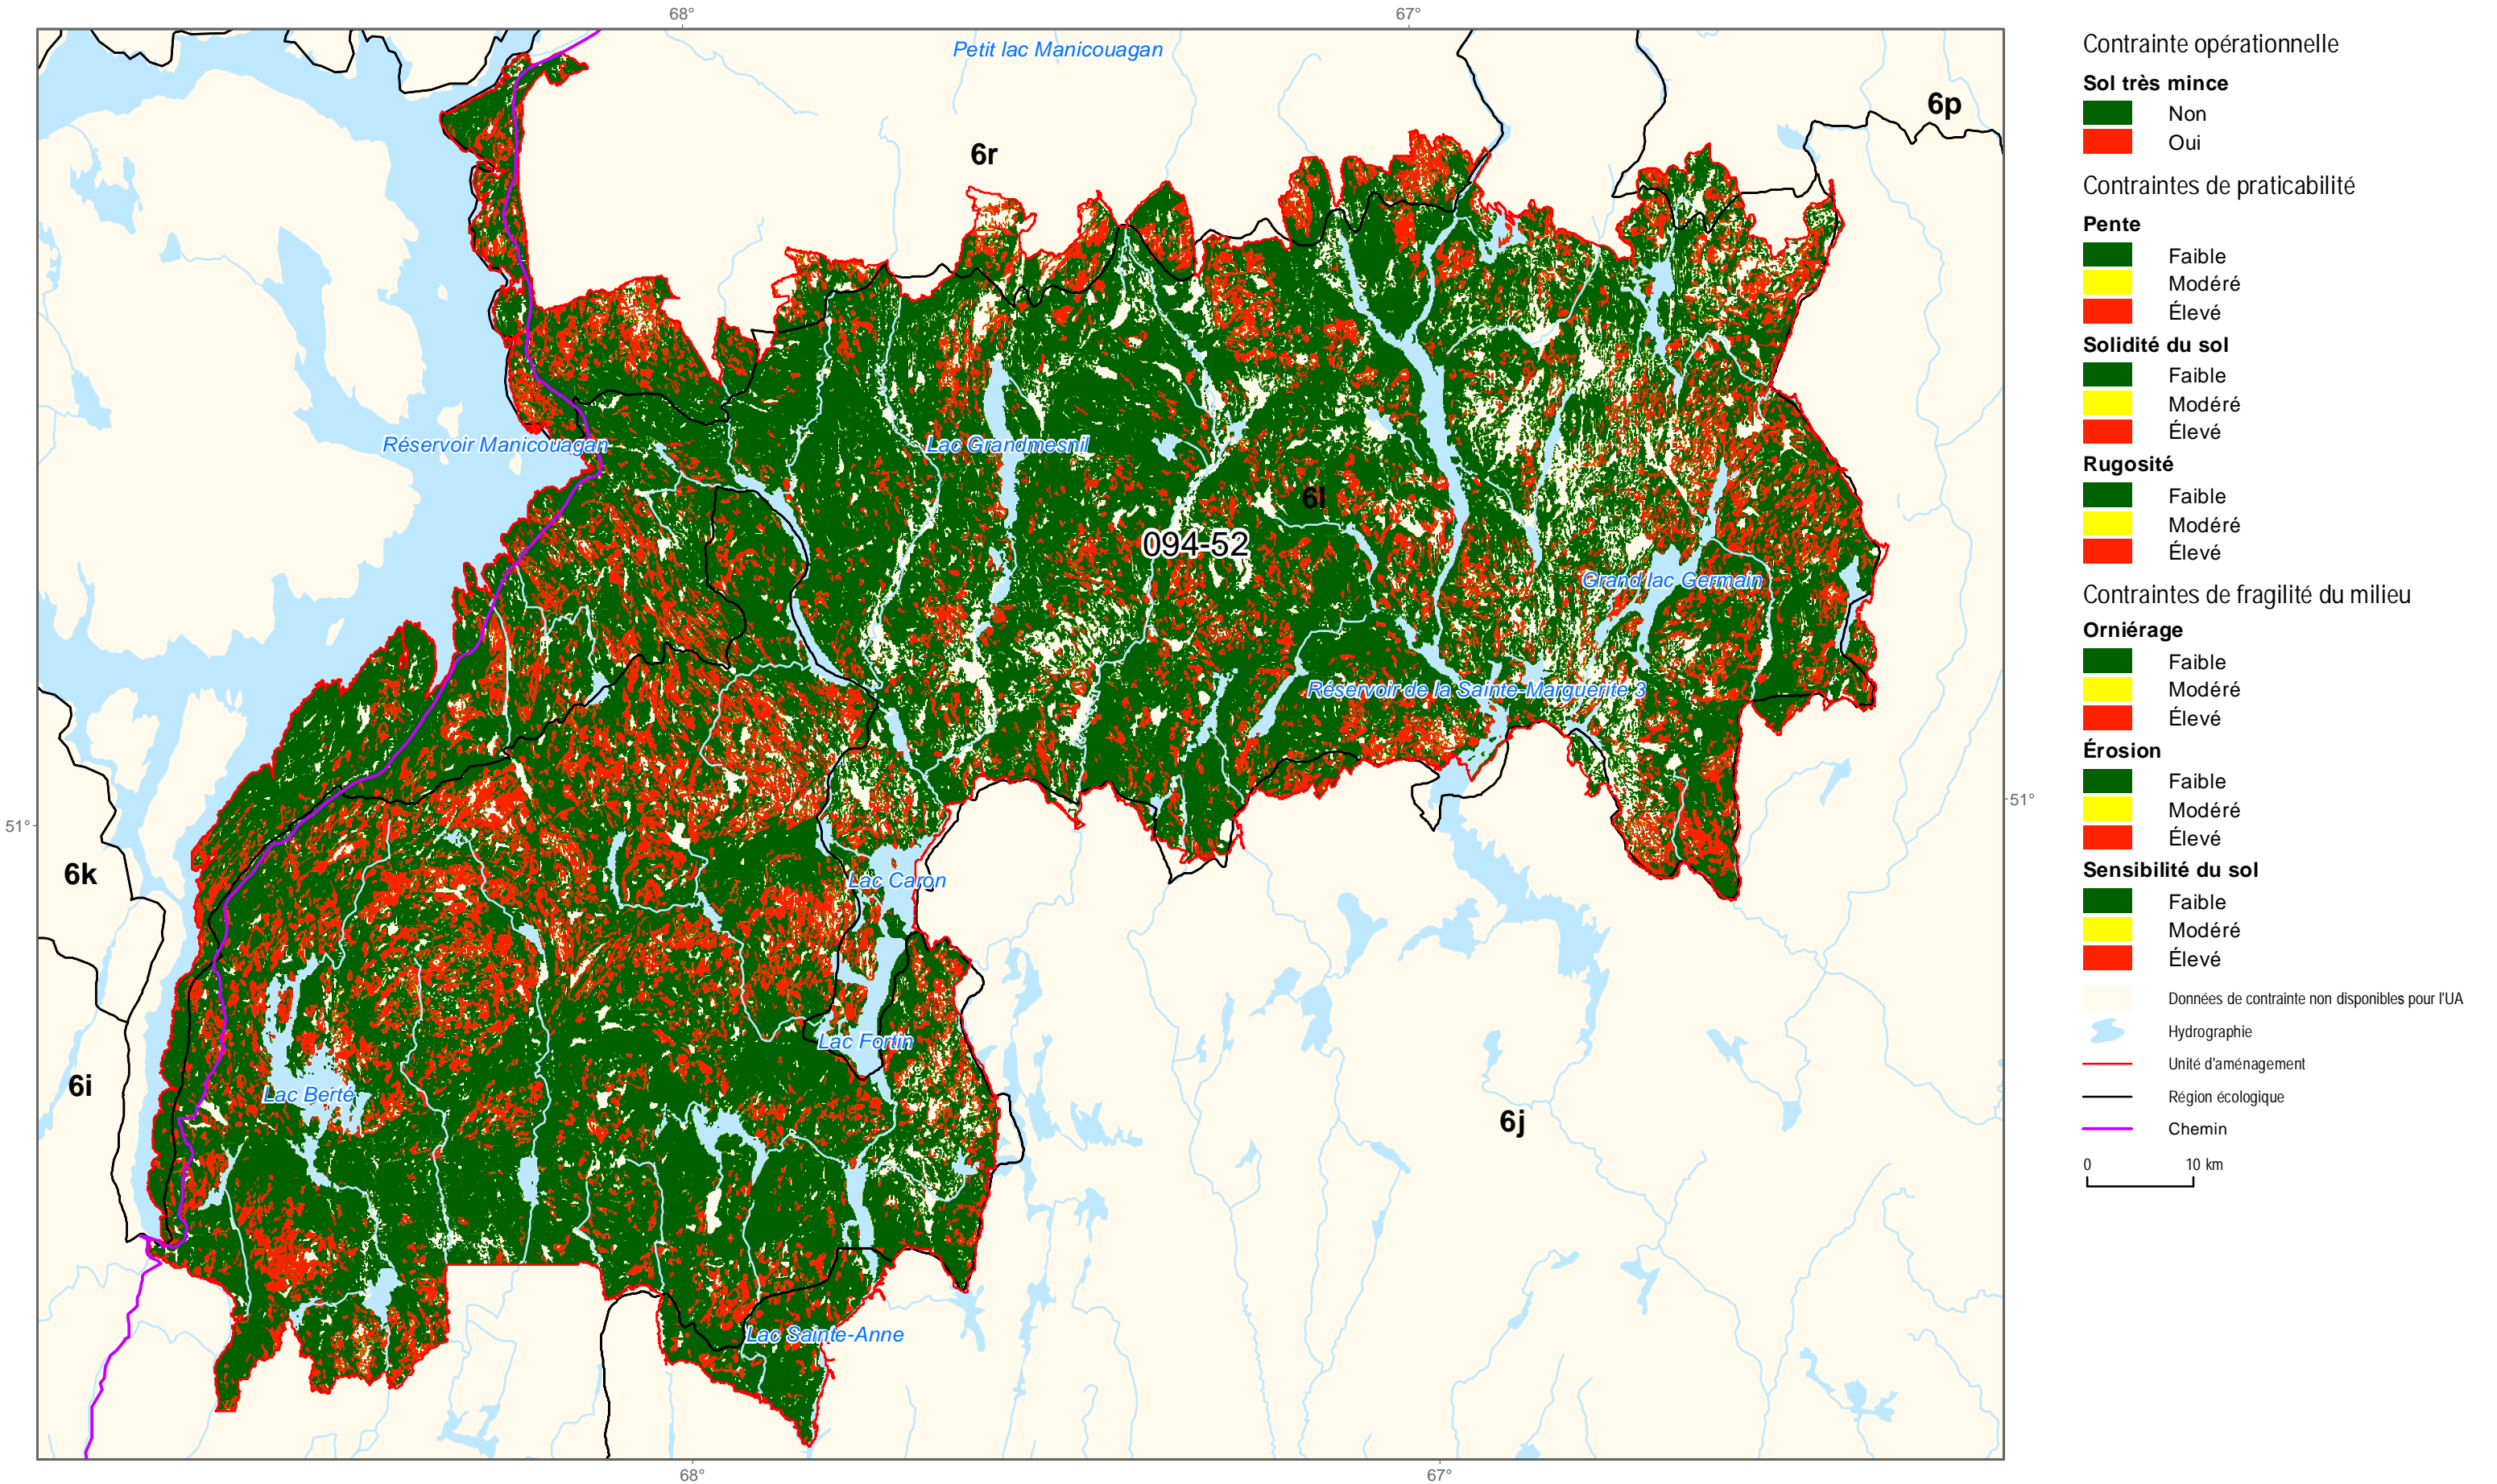 68°
67°
Petit lac Manicouagan
6p
6r
Réservoir Manicouagan
Lac Grandmesnil
6l
094-52
Grand lac Germain
Réservoir de la Sainte-Marguerite 3
51°
51°
6k
Lac Caron
Lac Fortin
6i
Lac Berté
6j
Lac Sainte-Anne
68°
67°
Contrainte opérationnelle
Sol très mince
Non
Oui
Contraintes de praticabilité
Pente
Faible
Modéré
Élevé
Solidité du sol
Faible
Modéré
Élevé
Rugosité
Faible
Modéré
Élevé
Contraintes de fragilité du milieu
Orniérage
Faible
Modéré
Élevé
Érosion
Faible
Modéré
Élevé
Sensibilité du sol
Faible
Modéré
Élevé
Données de contrainte non disponibles pour l'UA
Hydrographie
Unité d'aménagement
Région écologique
Chemin
0 10 km